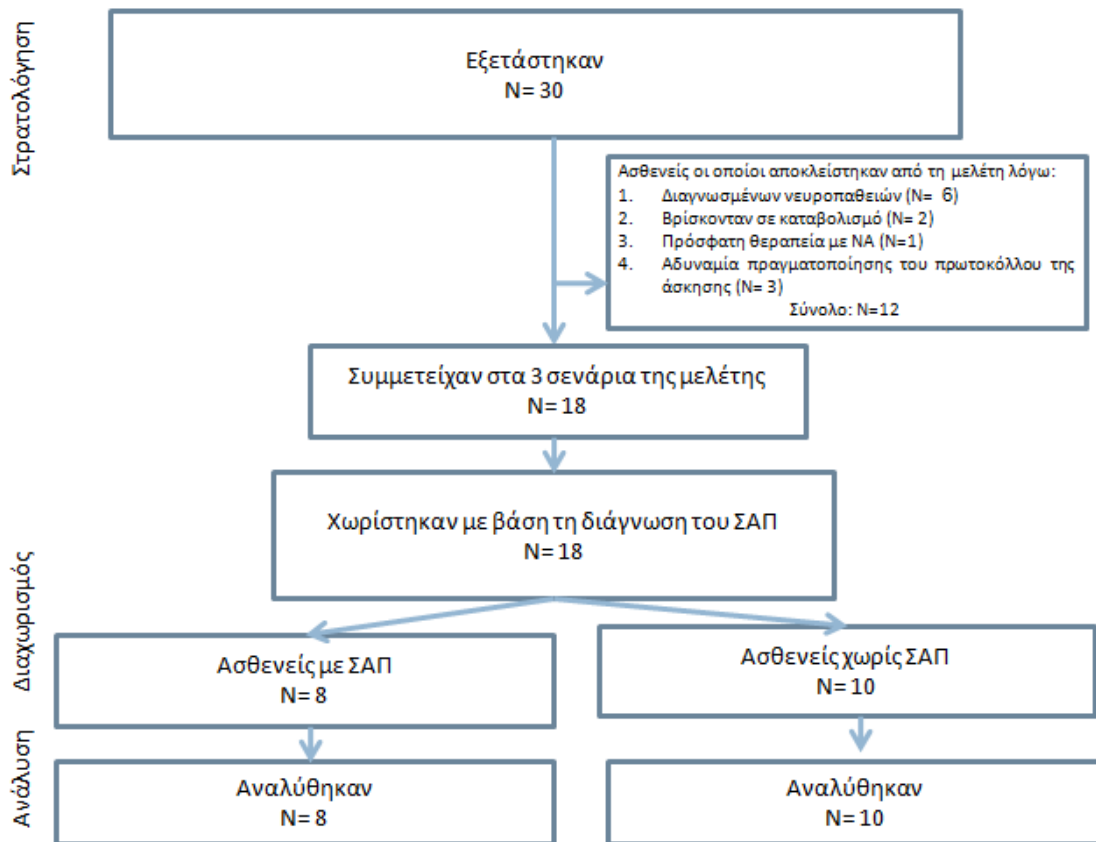 Στρατολόγηση
Εξετάστηκαν
N= 30
Ασθενείς οι οποίοι αποκλείστηκαν από τη μελέτη λόγω:
1. Διαγνωσμένων νευροπαθειών (N= 6)
2. Βρίσκονταν σε καταβολισμό (N= 2)
3. Πρόσφατη θεραπεία με ΝΑ (N=1)
4. Αδυναμία πραγματοποίησης του πρωτοκόλλου της
άσκησης (N= 3)
Σύνολο: N=12
Συμμετείχαν στα 3 σενάρια της μελέτης
N= 18
Χωρίστηκαν με βάση τη διάγνωση του ΣΑΠ
N= 18
Διαχωρισμός
Ασθενείς με ΣΑΠ
N= 8
Ασθενείς χωρίς ΣΑΠ
N= 10
Ανάλυση
Αναλύθηκαν
N= 8
Αναλύθηκαν
N= 10